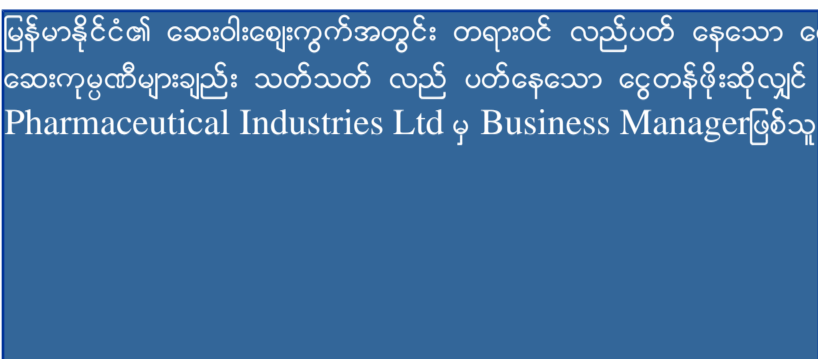 မြန်မာနိုင်ငံ၏ ဆေးဝါးစျေးကွက်အတွင်း တရားဝင် လည်ပတ် နေသော
ဆေးကုမ္ပဏီများချည်း သတ်သတ် လည် ပတ်နေသော ငွေတန်ဖိုးဆိုလျှင်
Pharmaceutical Industries Ltd မှ Business Managerဖြစ်သူ